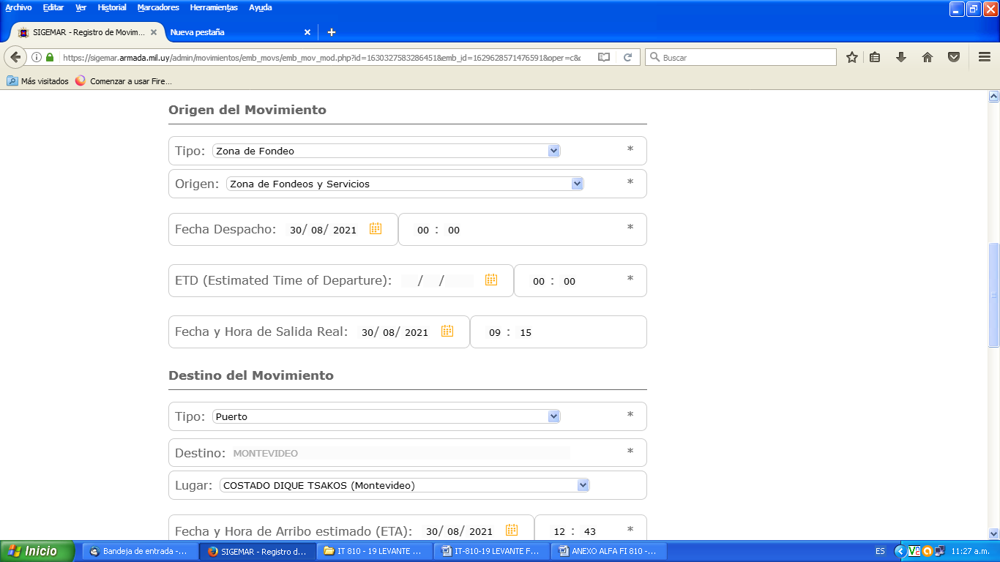 Archivo Editar Ver Historial Marcadores Herramientas Ayuda
SIGEMAR - Registro de Movim... Nueva pestaña
https://sigemar.armada.mil.uy/admin/movimientos/emb_movs/emb_mov_mod.php?id=1630327583286451&emb_id=1629628571476591&oper=c&c Buscar
Más visitados Comenzar a usar Fire...
Origen del Movimiento
Tipo: Zona de Fondeo *
Origen: Zona de Fondeos y Servicios *
Fecha Despacho: 30/ 08/ 2021 00 : 00 *
ETD (Estimated Time of Departure): / / 00 : 00 *
Fecha y Hora de Salida Real: 30/ 08/ 2021 09 : 15
Destino del Movimiento
Tipo: Puerto *
Destino: MONTEVIDEO *
Lugar: COSTADO DIQUE TSAKOS (Montevideo)
Fecha y Hora de Arribo estimado (ETA): 30/ 08/ 2021 12 : 43 *
Inicio Bandeja de entrada -... SIGEMAR - Registro d... IT 810 - 19 LEVANTE ... IT-810-19 LEVANTE F... ANEXO ALFA FI 810 -... ES 11:27 a.m.